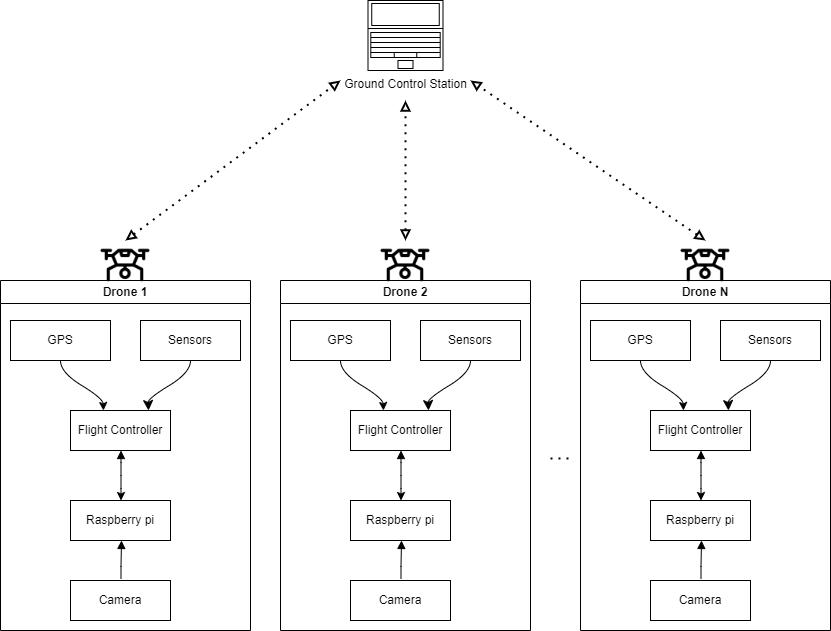 Ground Control Station
Drone 1
Drone 2
Drone N
GPS
Sensors
GPS
Sensors
GPS
Sensors
Flight Controller
Flight Controller
Flight Controller
...
Raspberry pi
Raspberry pi
Raspberry pi
Camera
Camera
Camera